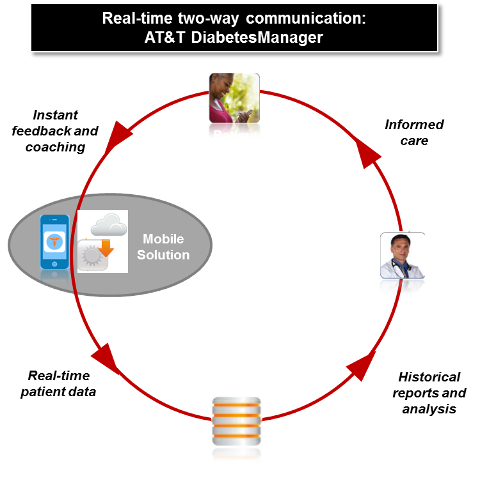 Real-time two-way communication:
AT&T DiabetesManager
Instant
feedback and
coaching
Informed
care
Mobile
Solution
Real-time
patient data
Historical
reports and
analysis